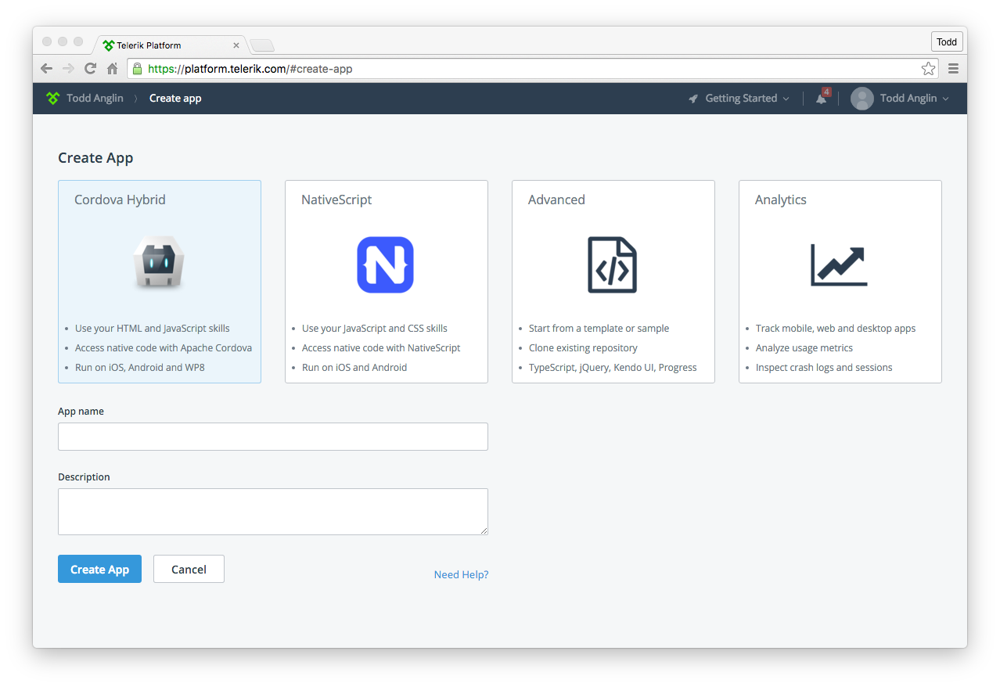 Telerik Platform
Todd
https://platform.telerik.com/#create-app
Todd Anglin
Create app
Getting Started
4
Todd Anglin
Create App
Cordova Hybrid
Use your HTML and JavaScript skills
Access native code with Apache Cordova
Run on iOS, Android and WP8
NativeScript
N
Use your JavaScript and CSS skills
Access native code with NativeScript
Run on iOS and Android
Advanced
</>
Start from a template or sample
Clone existing repository
TypeScript, jQuery, Kendo UI, Progress
Analytics
Track mobile, web and desktop apps
Analyze usage metrics
Inspect crash logs and sessions
App name
Description
Create App
Cancel
Need Help?